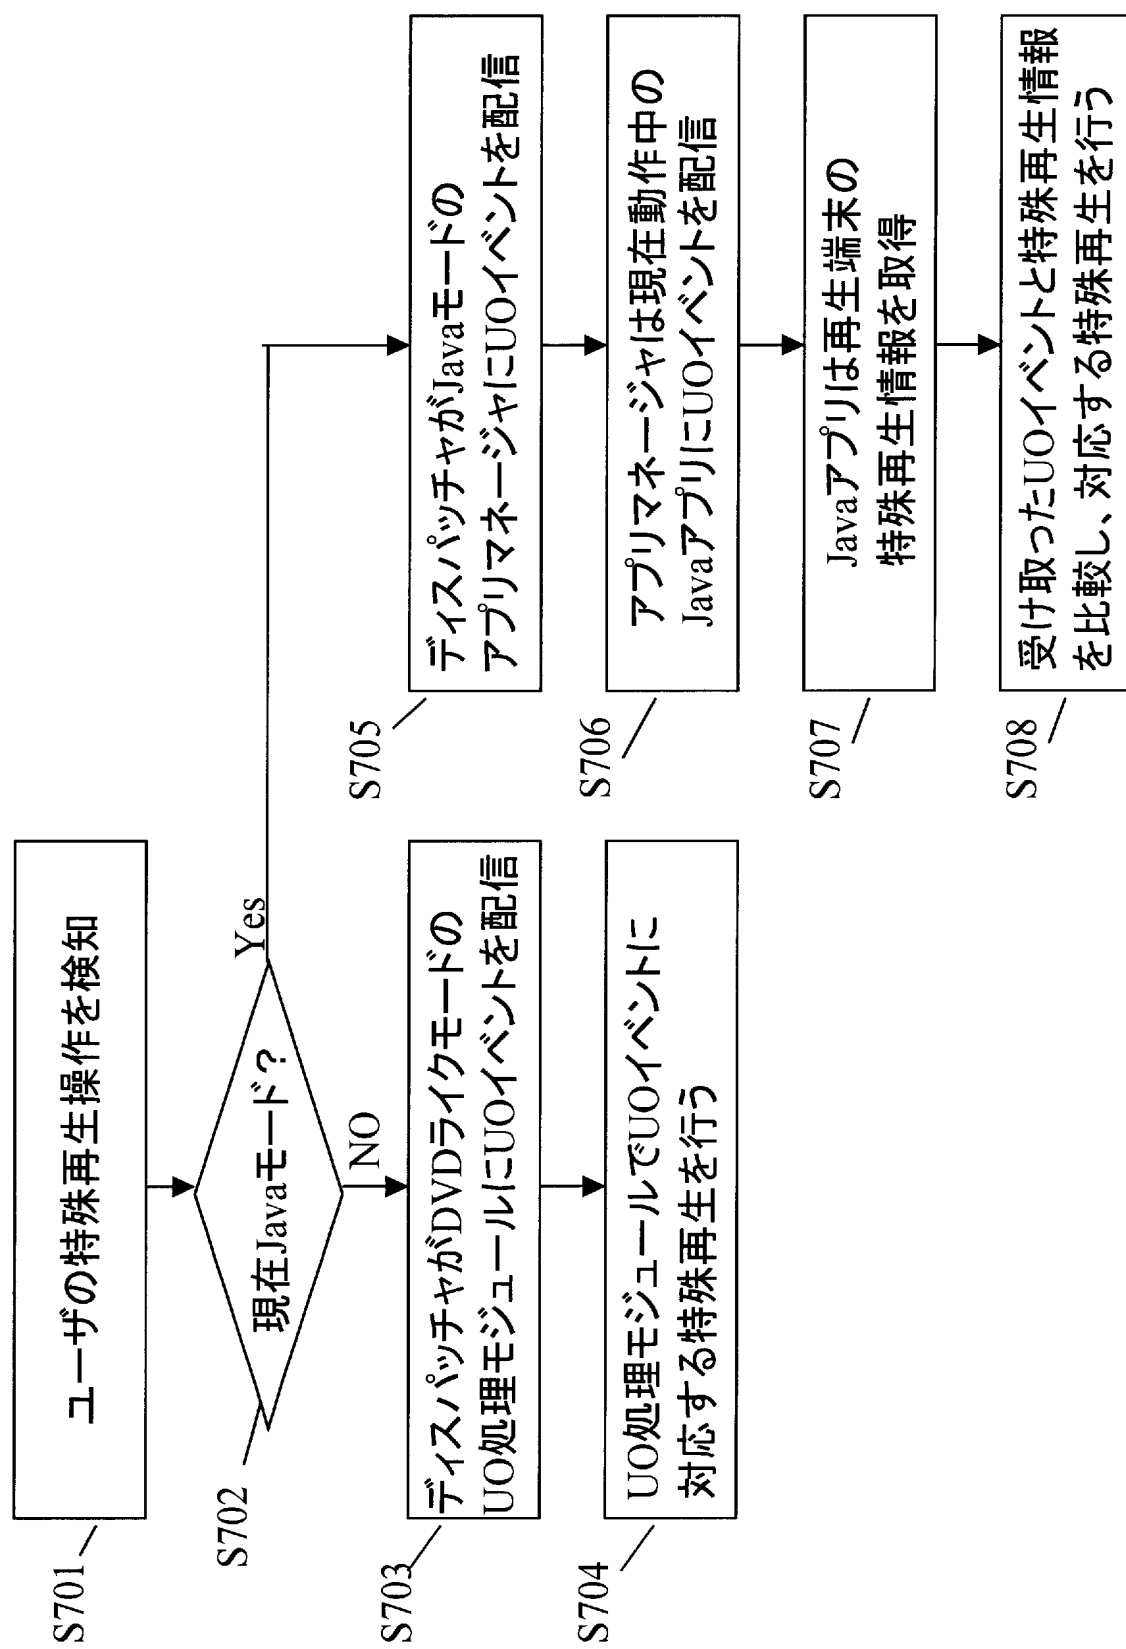 S701
ユーザの特殊再生操作を検知
S702
現在Javaモード?
Yes
NO
S703
ディスパッチャがDVDライクモードの
UO処理モジュールにUOイベントを配信
S704
UO処理モジュールでUOイベントに
対応する特殊再生を行う
S705
ディスパッチャがJavaモードの
アプリマネージャにUOイベントを配信
S706
アプリマネージャは現在動作中の
JavaアプリにUOイベントを配信
S707
Javaアプリは再生端末の
特殊再生情報を取得
S708
受け取ったUOイベントと特殊再生情報
を比較し、対応する特殊再生を行う